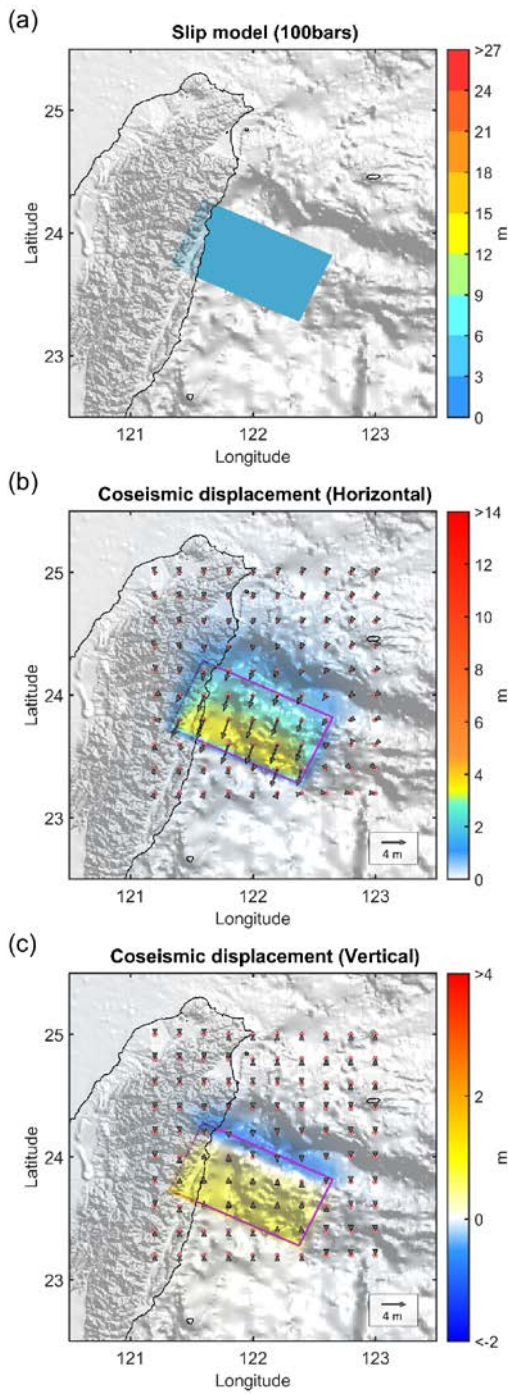 (a)
Slip model (100bars)
>27
24
21
18
15
12
9
6
3
0
m
25
24
23
Latitude
121
122
123
Longitude
(b)
Coseismic displacement (Horizontal)
>14
12
10
8
6
4
2
0
m
25
24
23
Latitude
4 m
121
122
123
Longitude
(c)
Coseismic displacement (Vertical)
>4
2
0
<-2
m
25
24
23
Latitude
4 m
121
122
123
Longitude